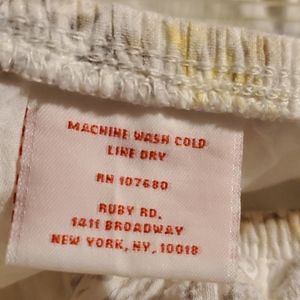 MACHINE WASH COLD
LINE DRY
RN 107680
RUBY RD.
1411 BROADWAY
NEW YORK, NY, 10018